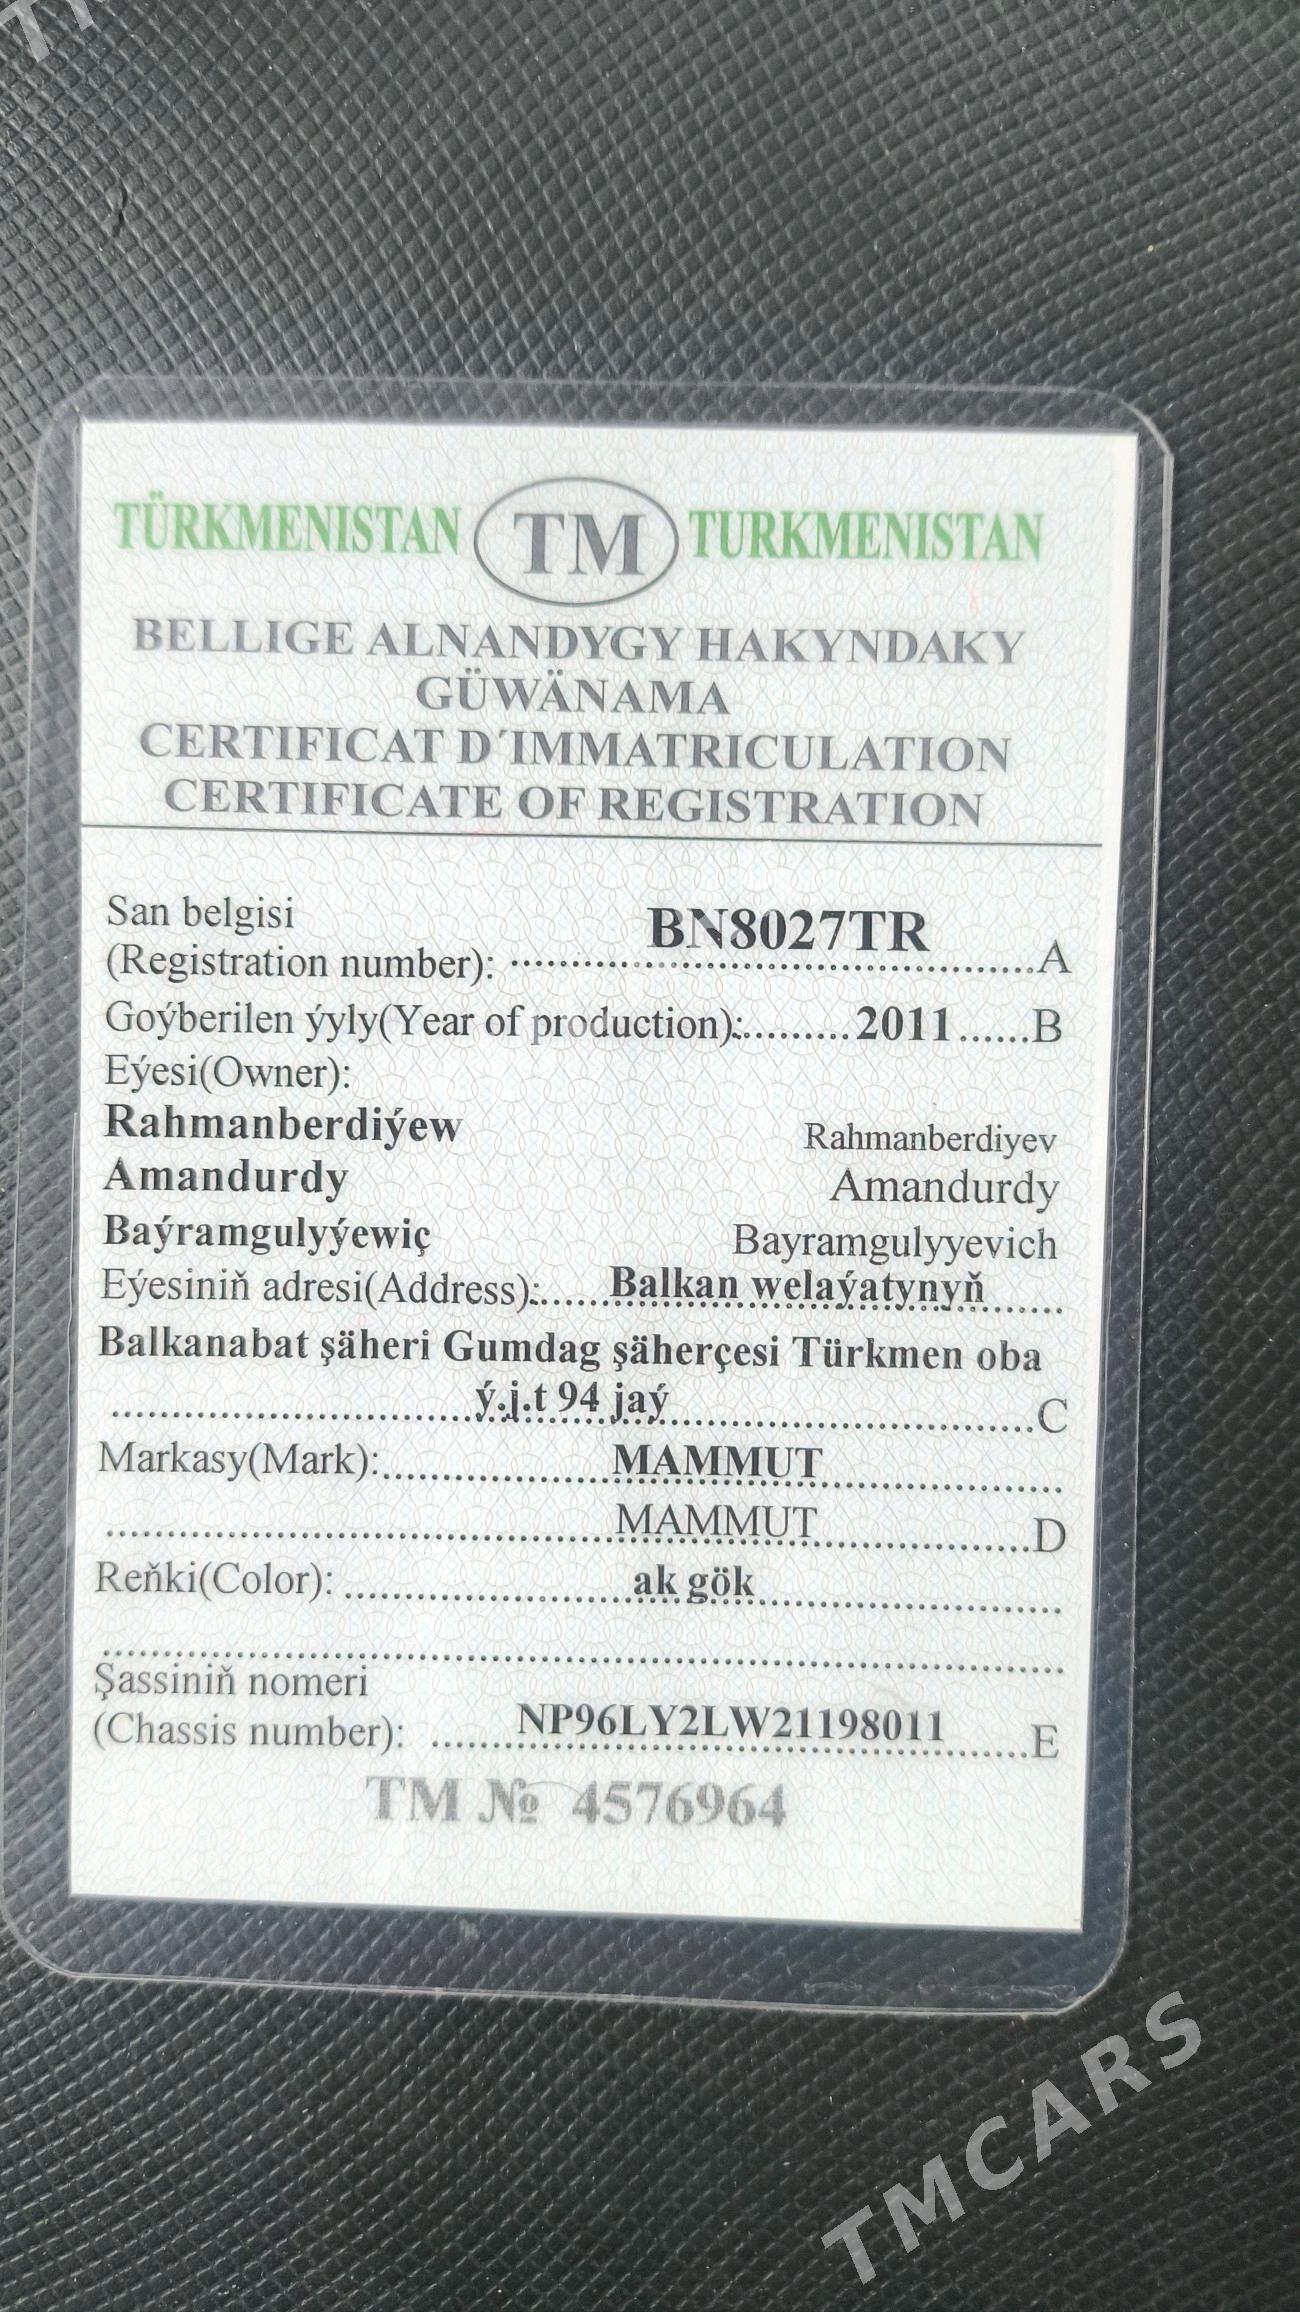 TÜRKMENISTAN TM TURKMENISTAN
BELLIGE ALNANDYGY HAKYNDAKY
GÜWÄNAMA
CERTIFICAT D´IMMATRICULATION
CERTIFICATE OF REGISTRATION
San belgisi
(Registration number): BN8027TR A
Goýberilen ýyly(Year of production): 2011 B
Eýesi(Owner):
Rahmanberdiýew Rahmanberdiyev
Amandurdy Amandurdy
Baýramgulyýewiç Bayramgulyyevich
Eýesiniň adresi(Address): Balkan welaýatynyň
Balkanabat şäheri Gumdag şäherçesi Türkmen oba
ý.j.t 94 jaý C
Markasy(Mark): MAMMUT
MAMMUT D
Reňki(Color): ak gök
Şassiniň nomeri
(Chassis number): NP96LY2LW21198011 E
TM № 4576964
TMCARS